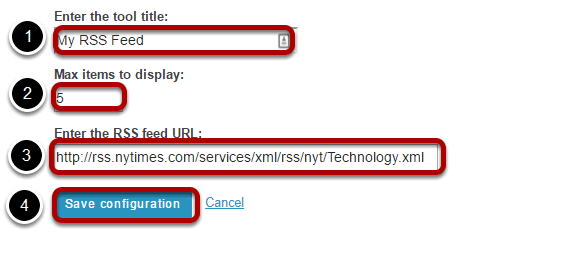 Enter the tool title:
1 My RSS Feed
Max items to display:
2 5
Enter the RSS feed URL:
3 http://rss.nytimes.com/services/xml/rss/nyt/Technology.xml
4 Save configuration Cancel